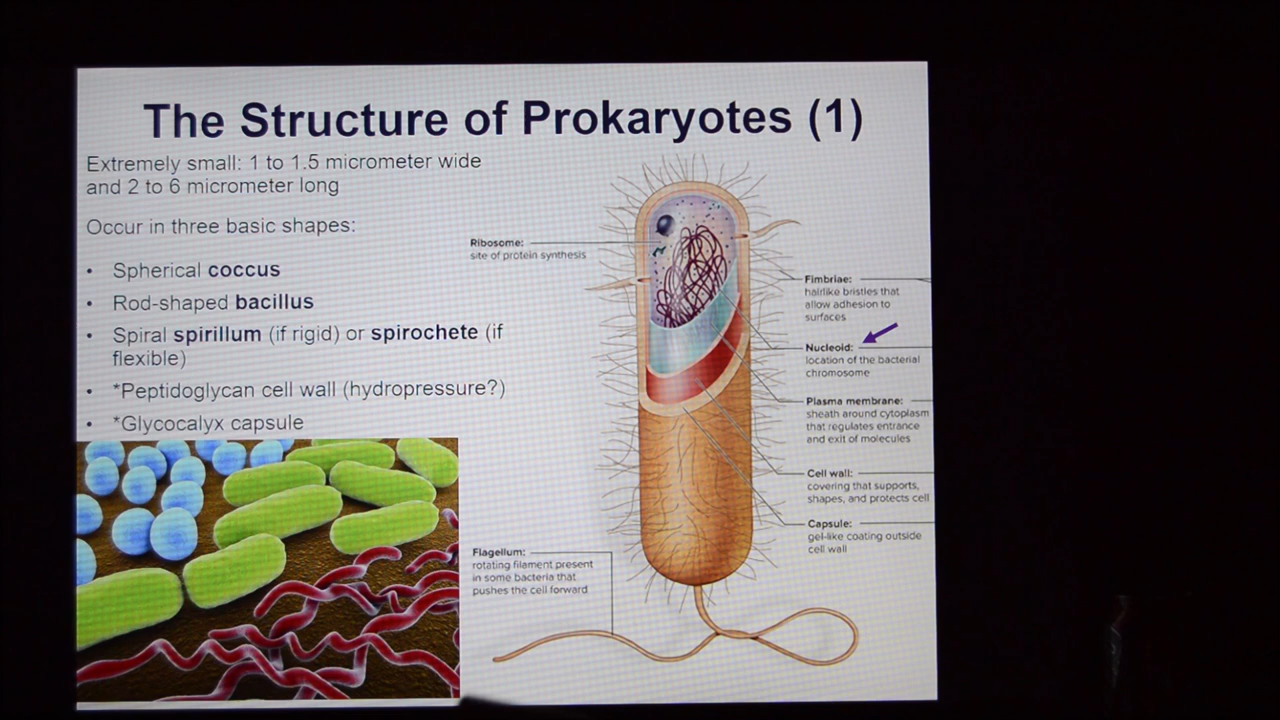 The Structure of Prokaryotes (1)
Extremely small: 1 to 1.5 micrometer wide
and 2 to 6 micrometer long
Occur in three basic shapes:
• Spherical coccus
• Rod-shaped bacillus
• Spiral spirillum (if rigid) or spirochete (if
flexible)
• *Peptidoglycan cell wall (hydropressure?)
• *Glycocalyx capsule
Ribosome:
site of protein synthesis
Fimbriae:
hairlike bristles that
allow adhesion to
surfaces
Nucleoid:
location of the bacterial
chromosome
Plasma membrane:
sheath around cytoplasm
that regulates entrance
and exit of molecules
Cell wall:
covering that supports,
shapes, and protects cell
Capsule:
gel-like coating outside
cell wall
Flagellum:
rotating filament present
in some bacteria that
pushes the cell forward